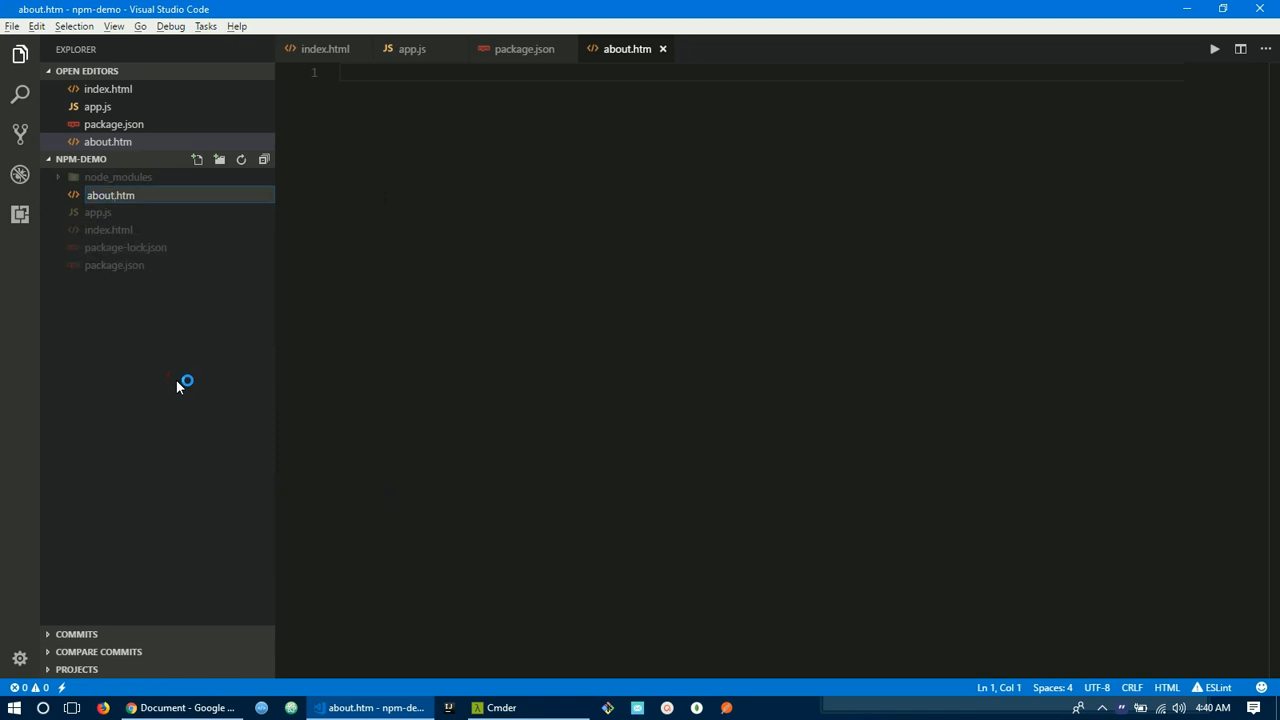 about.htm - npm-demo - Visual Studio Code
File Edit Selection View Go Debug Tasks Help
EXPLORER
index.html app.js package.json about.htm
OPEN EDITORS
1
index.html
JS app.js
package.json
about.htm
NPM-DEMO
node_modules
about.htm
app.js
index.html
package-lock.json
package.json
COMMITS
COMPARE COMMITS
PROJECTS
0 0 Ln 1, Col 1 Spaces: 4 UTF-8 CRLF HTML ESLint
Document - Google ... about.htm - npm-de... Cmder 4:40 AM